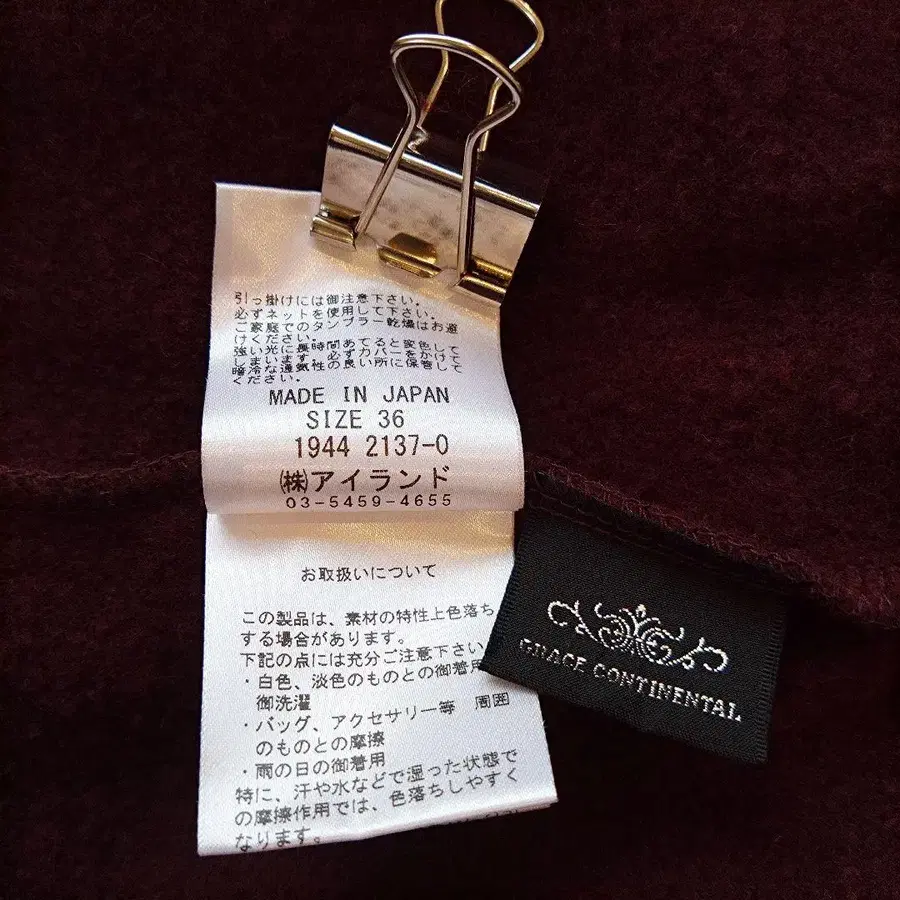 引っ掛けには御注意下さい。
必ずネットを使用して下さい。
ご家庭でのタンブラー乾燥はお避
けください。
強い光に長時間あてると変色して
しまいます。必ずカバーをかけて
暗冷な通気性の良い所に保管して
ください。
MADE IN JAPAN
SIZE 36
1944 2137-0
㈱アイランド
03-5459-4655
お取扱いについて
この製品は、素材の特性上色落ち
する場合があります。
下記の点には充分ご注意下さい
・白色、淡色のものとの御着用
御洗濯
・バッグ、アクセサリー等 周囲
のものとの摩擦
・雨の日の御着用
特に、汗や水などで湿った状態で
の摩擦作用では、色落ちしやすく
なります。
GRACE CONTINENTAL